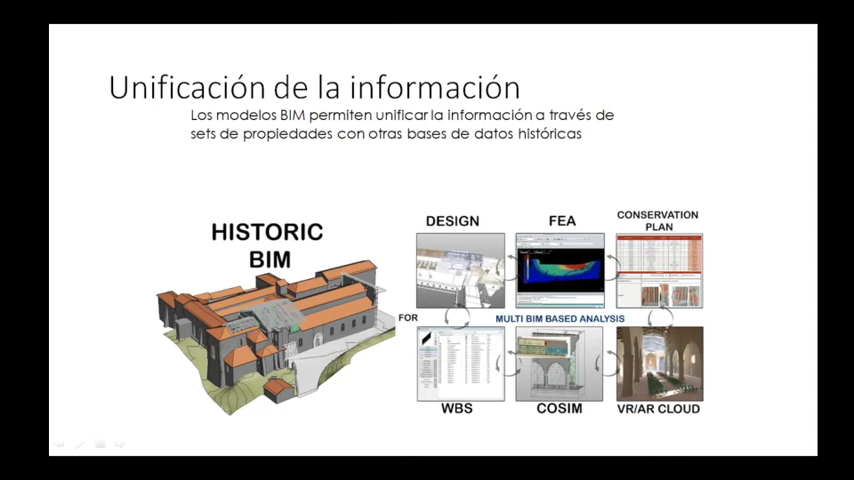 Unificación de la información
Los modelos BIM permiten unificar la información a través de
sets de propiedades con otras bases de datos históricas
HISTORIC
BIM
FOR
DESIGN
FEA
CONSERVATION
PLAN
MULTI BIM BASED ANALYSIS
WBS
COSIM
VR/AR CLOUD